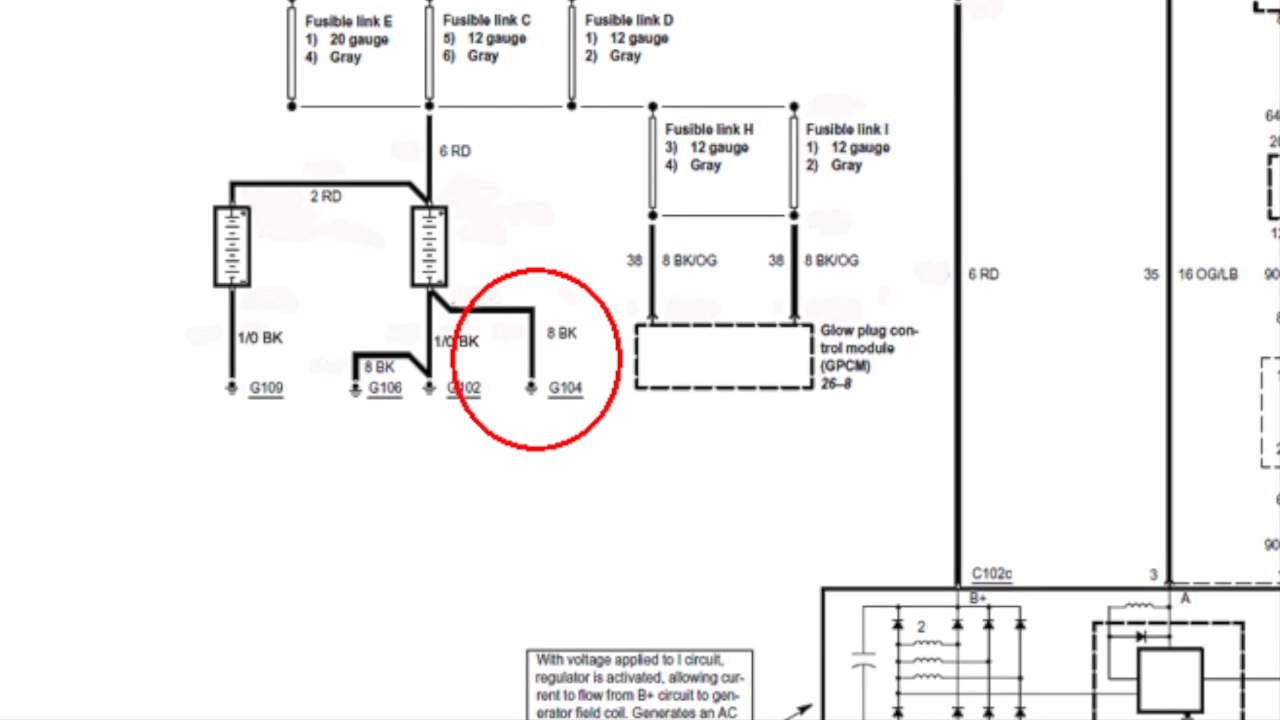 Fusible link E
1) 20 gauge
4) Gray
Fusible link C
5) 12 gauge
6) Gray
Fusible link D
1) 12 gauge
2) Gray
Fusible link H
3) 12 gauge
4) Gray
Fusible link I
1) 12 gauge
2) Gray
6 RD
2 RD
38 8 BK/OG
38 8 BK/OG
6 RD
35 16 OG/LB
1/0 BK
1/0 BK
8 BK
8 BK
G109
G106
G102
G104
Glow plug con-
trol module
(GPCM)
26–8
C102c
3
B+
A
2
With voltage applied to I circuit,
regulator is activated, allowing cur-
rent to flow from B+ circuit to gen-
erator field coil. Generates an AC
64
20
90
90